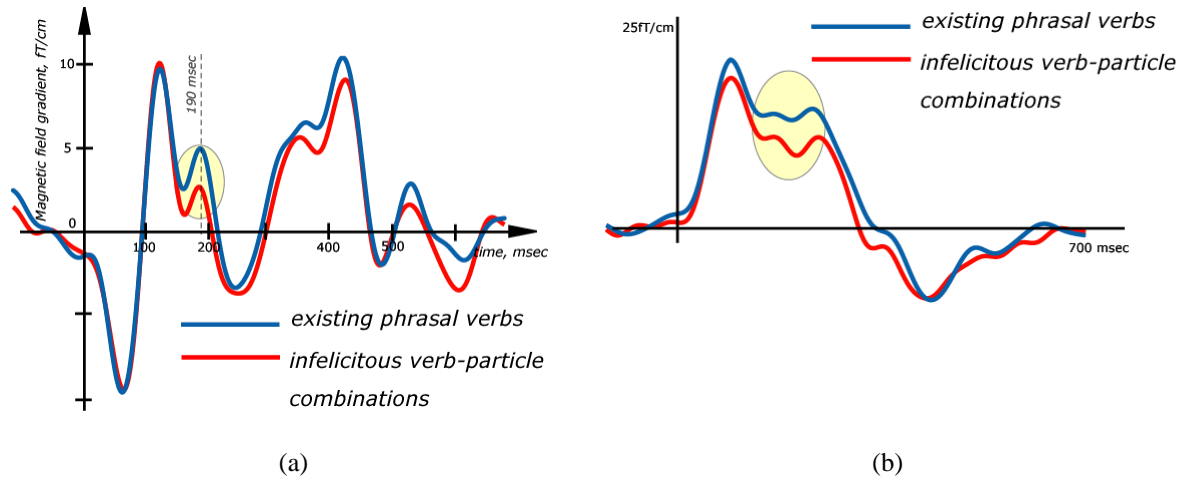 Magnetic field gradient, fT/cm
10
5
0
190 msec
100
200
400
500
time, msec
existing phrasal verbs
infelicitous verb-particle
combinations
(a)
25fT/cm
existing phrasal verbs
infelicitous verb-particle
combinations
700 msec
(b)